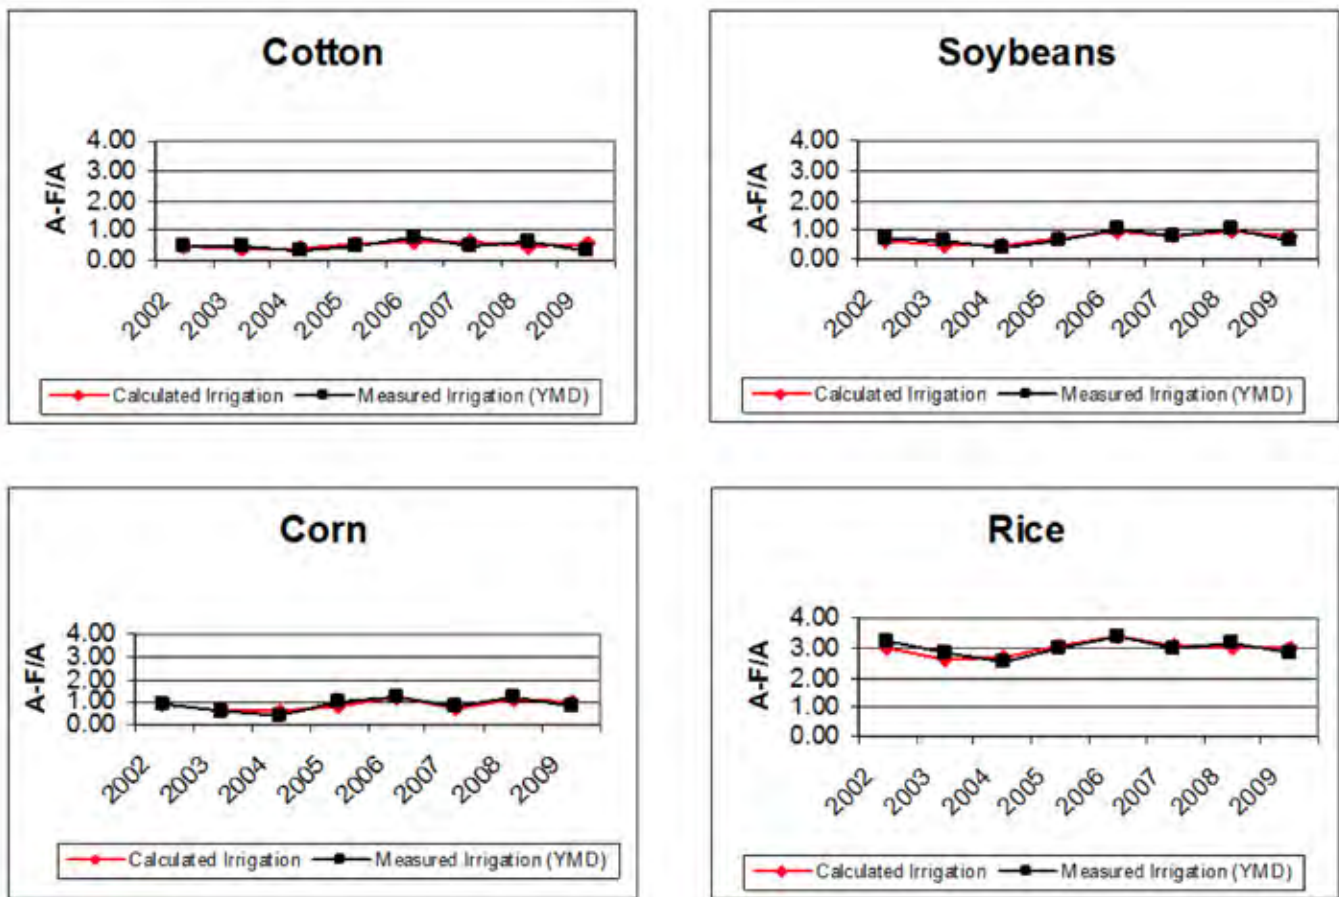 Cotton
A-F/A
4.00
3.00
2.00
1.00
0.00
2002 2003 2004 2005 2006 2007 2008 2009
Calculated Irrigation Measured Irrigation (YMD)
Soybeans
A-F/A
4.00
3.00
2.00
1.00
0.00
2002 2003 2004 2005 2006 2007 2008 2009
Calculated Irrigation Measured Irrigation (YMD)
Corn
A-F/A
4.00
3.00
2.00
1.00
0.00
2002 2003 2004 2005 2006 2007 2008 2009
Calculated Irrigation Measured Irrigation (YMD)
Rice
A-F/A
4.00
3.00
2.00
1.00
0.00
2002 2003 2004 2005 2006 2007 2008 2009
Calculated Irrigation Measured Irrigation (YMD)